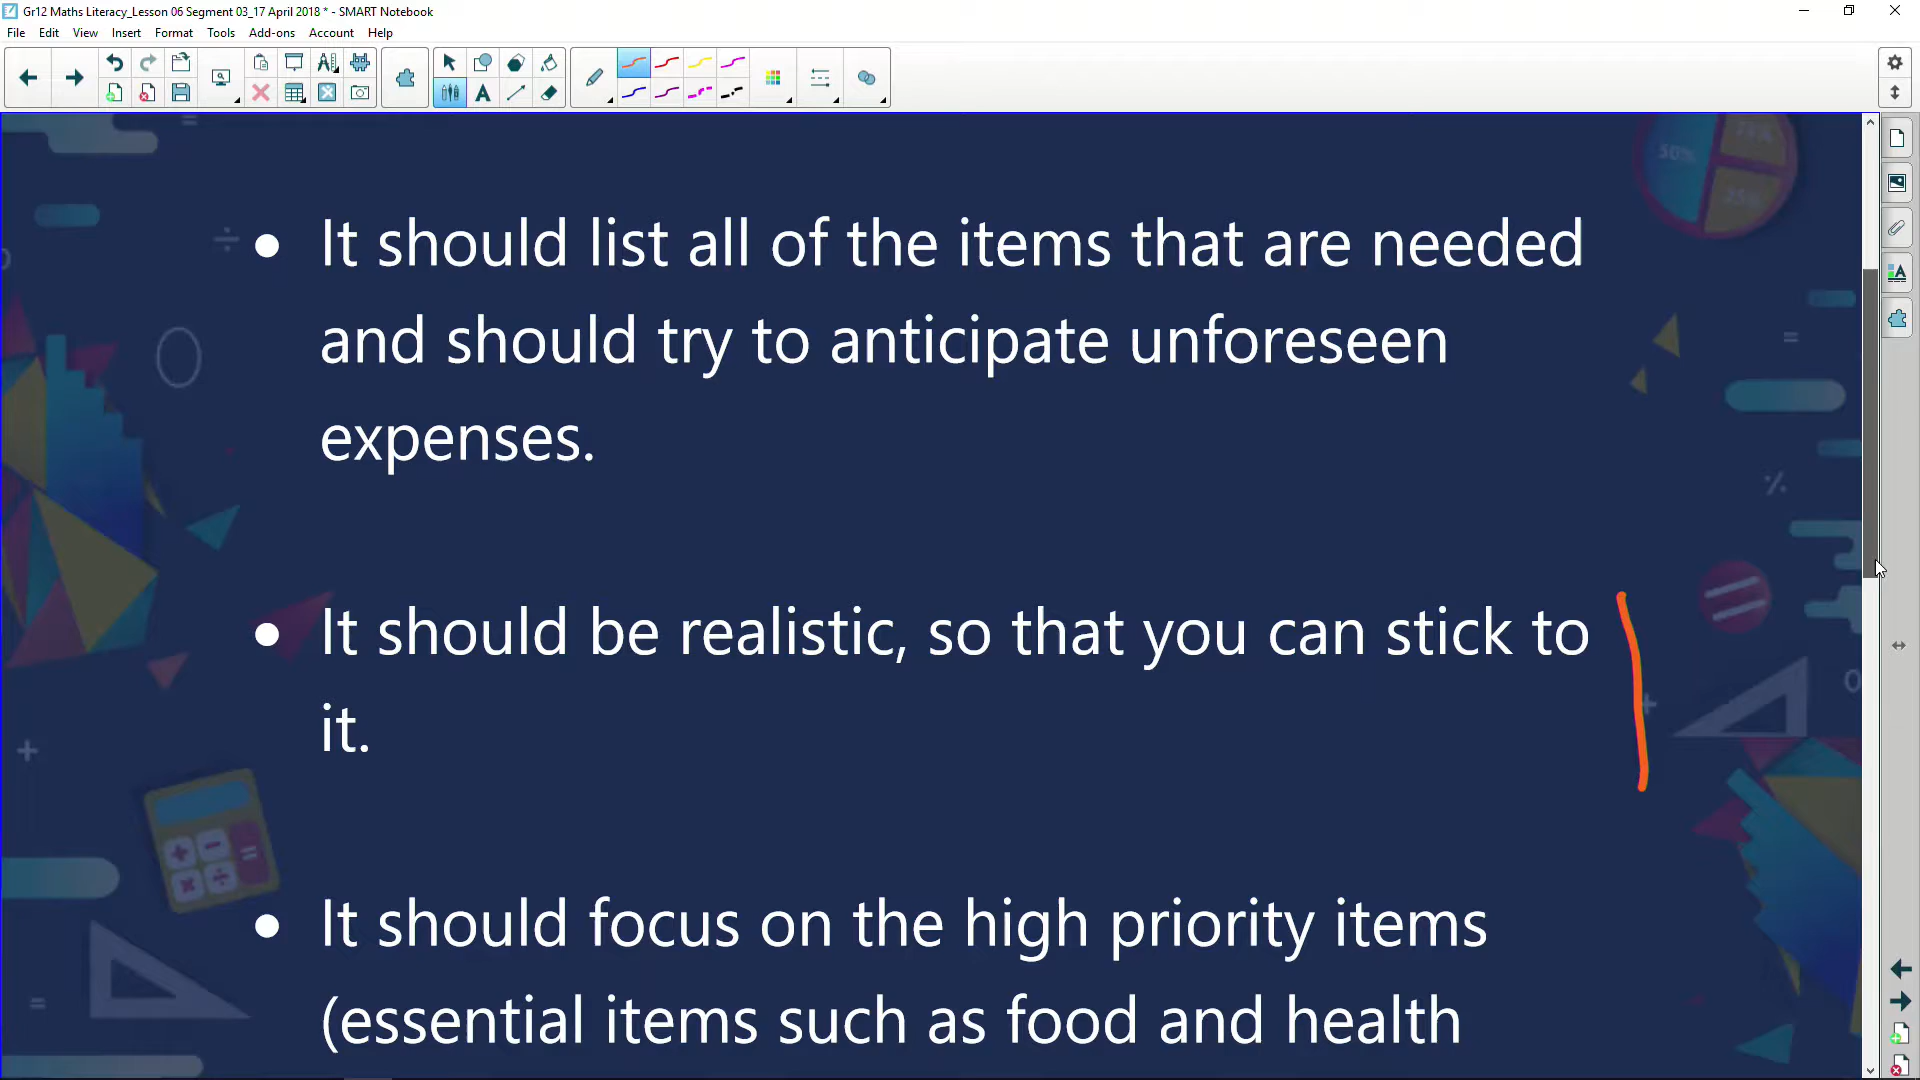 Gr12 Maths Literacy_Lesson 06 Segment 03_17 April 2018 * - SMART Notebook
File Edit View Insert Format Tools Add-ons Account Help
• It should list all of the items that are needed
and should try to anticipate unforeseen
expenses.
• It should be realistic, so that you can stick to
it.
• It should focus on the high priority items
(essential items such as food and health
50%
25%